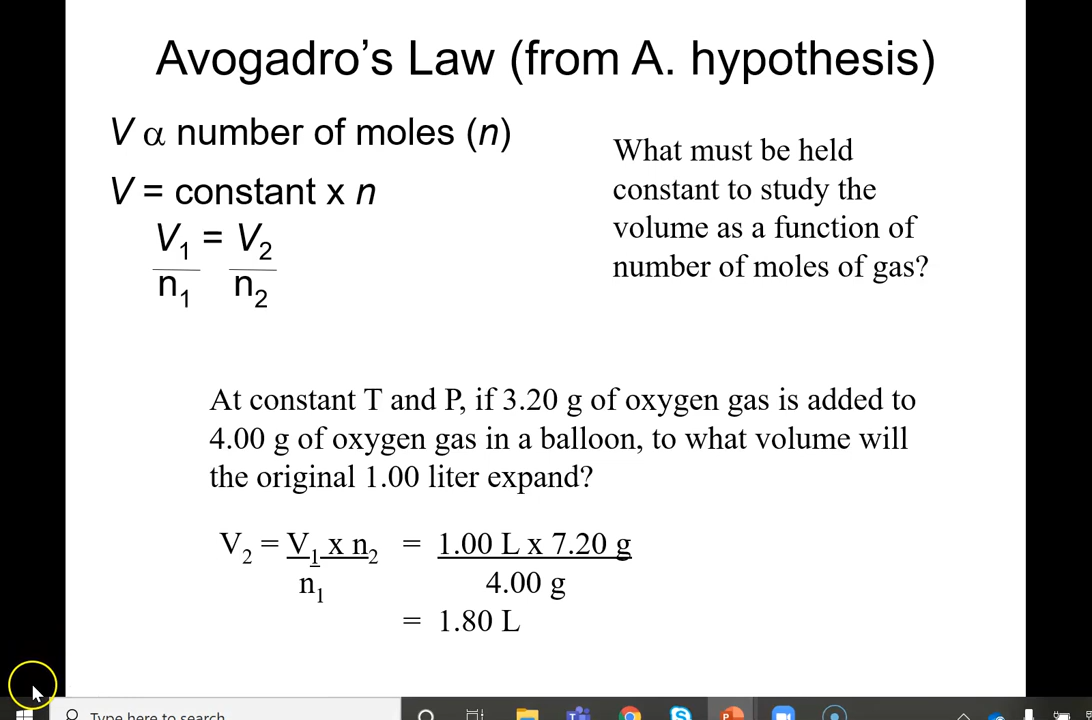 Avogadro's Law (from A. hypothesis)
V α number of moles (n)
V = constant x n
V₁ = V₂
n₁ n₂
What must be held
constant to study the
volume as a function of
number of moles of gas?
At constant T and P, if 3.20 g of oxygen gas is added to
4.00 g of oxygen gas in a balloon, to what volume will
the original 1.00 liter expand?
V₂ = V₁ x n₂ = 1.00 L x 7.20 g
n₁ 4.00 g
= 1.80 L
Type here to search